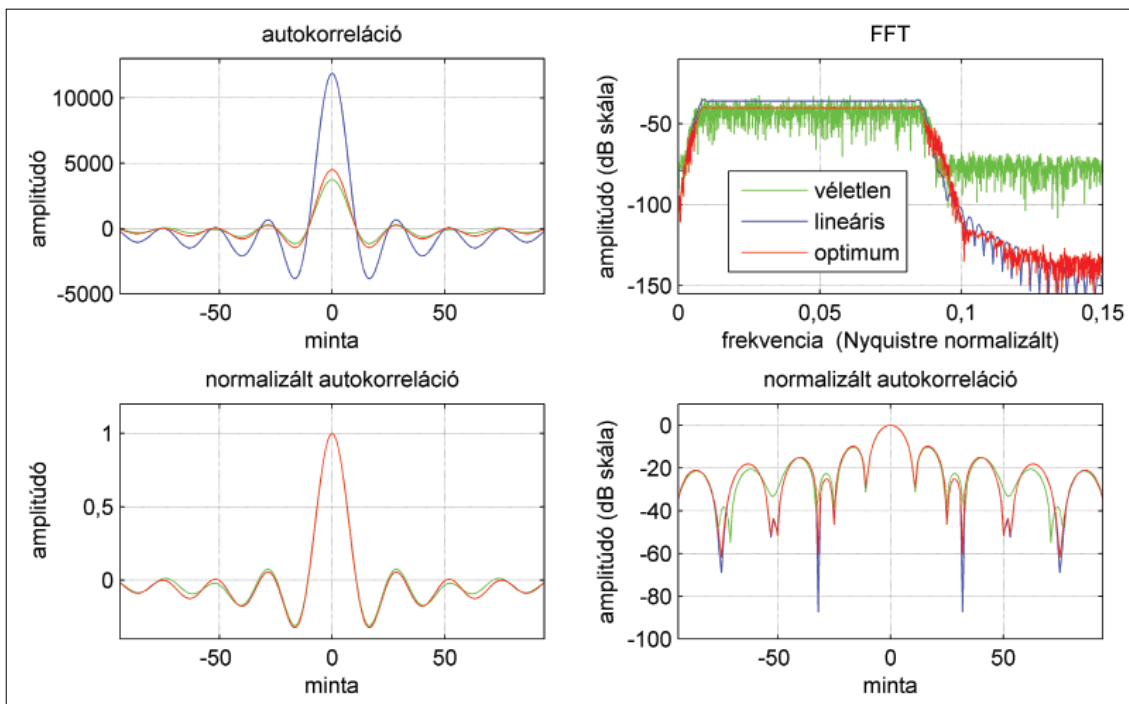 autokorreláció
amplitúdó
10000
5000
0
-5000
-50
0
50
minta
FFT
amplitúdó (dB skála)
-50
-100
-150
véletlen
lineáris
optimum
0
0,05
0,1
0,15
frekvencia (Nyquistre normalizált)
normalizált autokorreláció
amplitúdó
1
0,5
0
-50
0
50
minta
normalizált autokorreláció
amplitúdó (dB skála)
0
-20
-40
-60
-80
-100
-50
0
50
minta